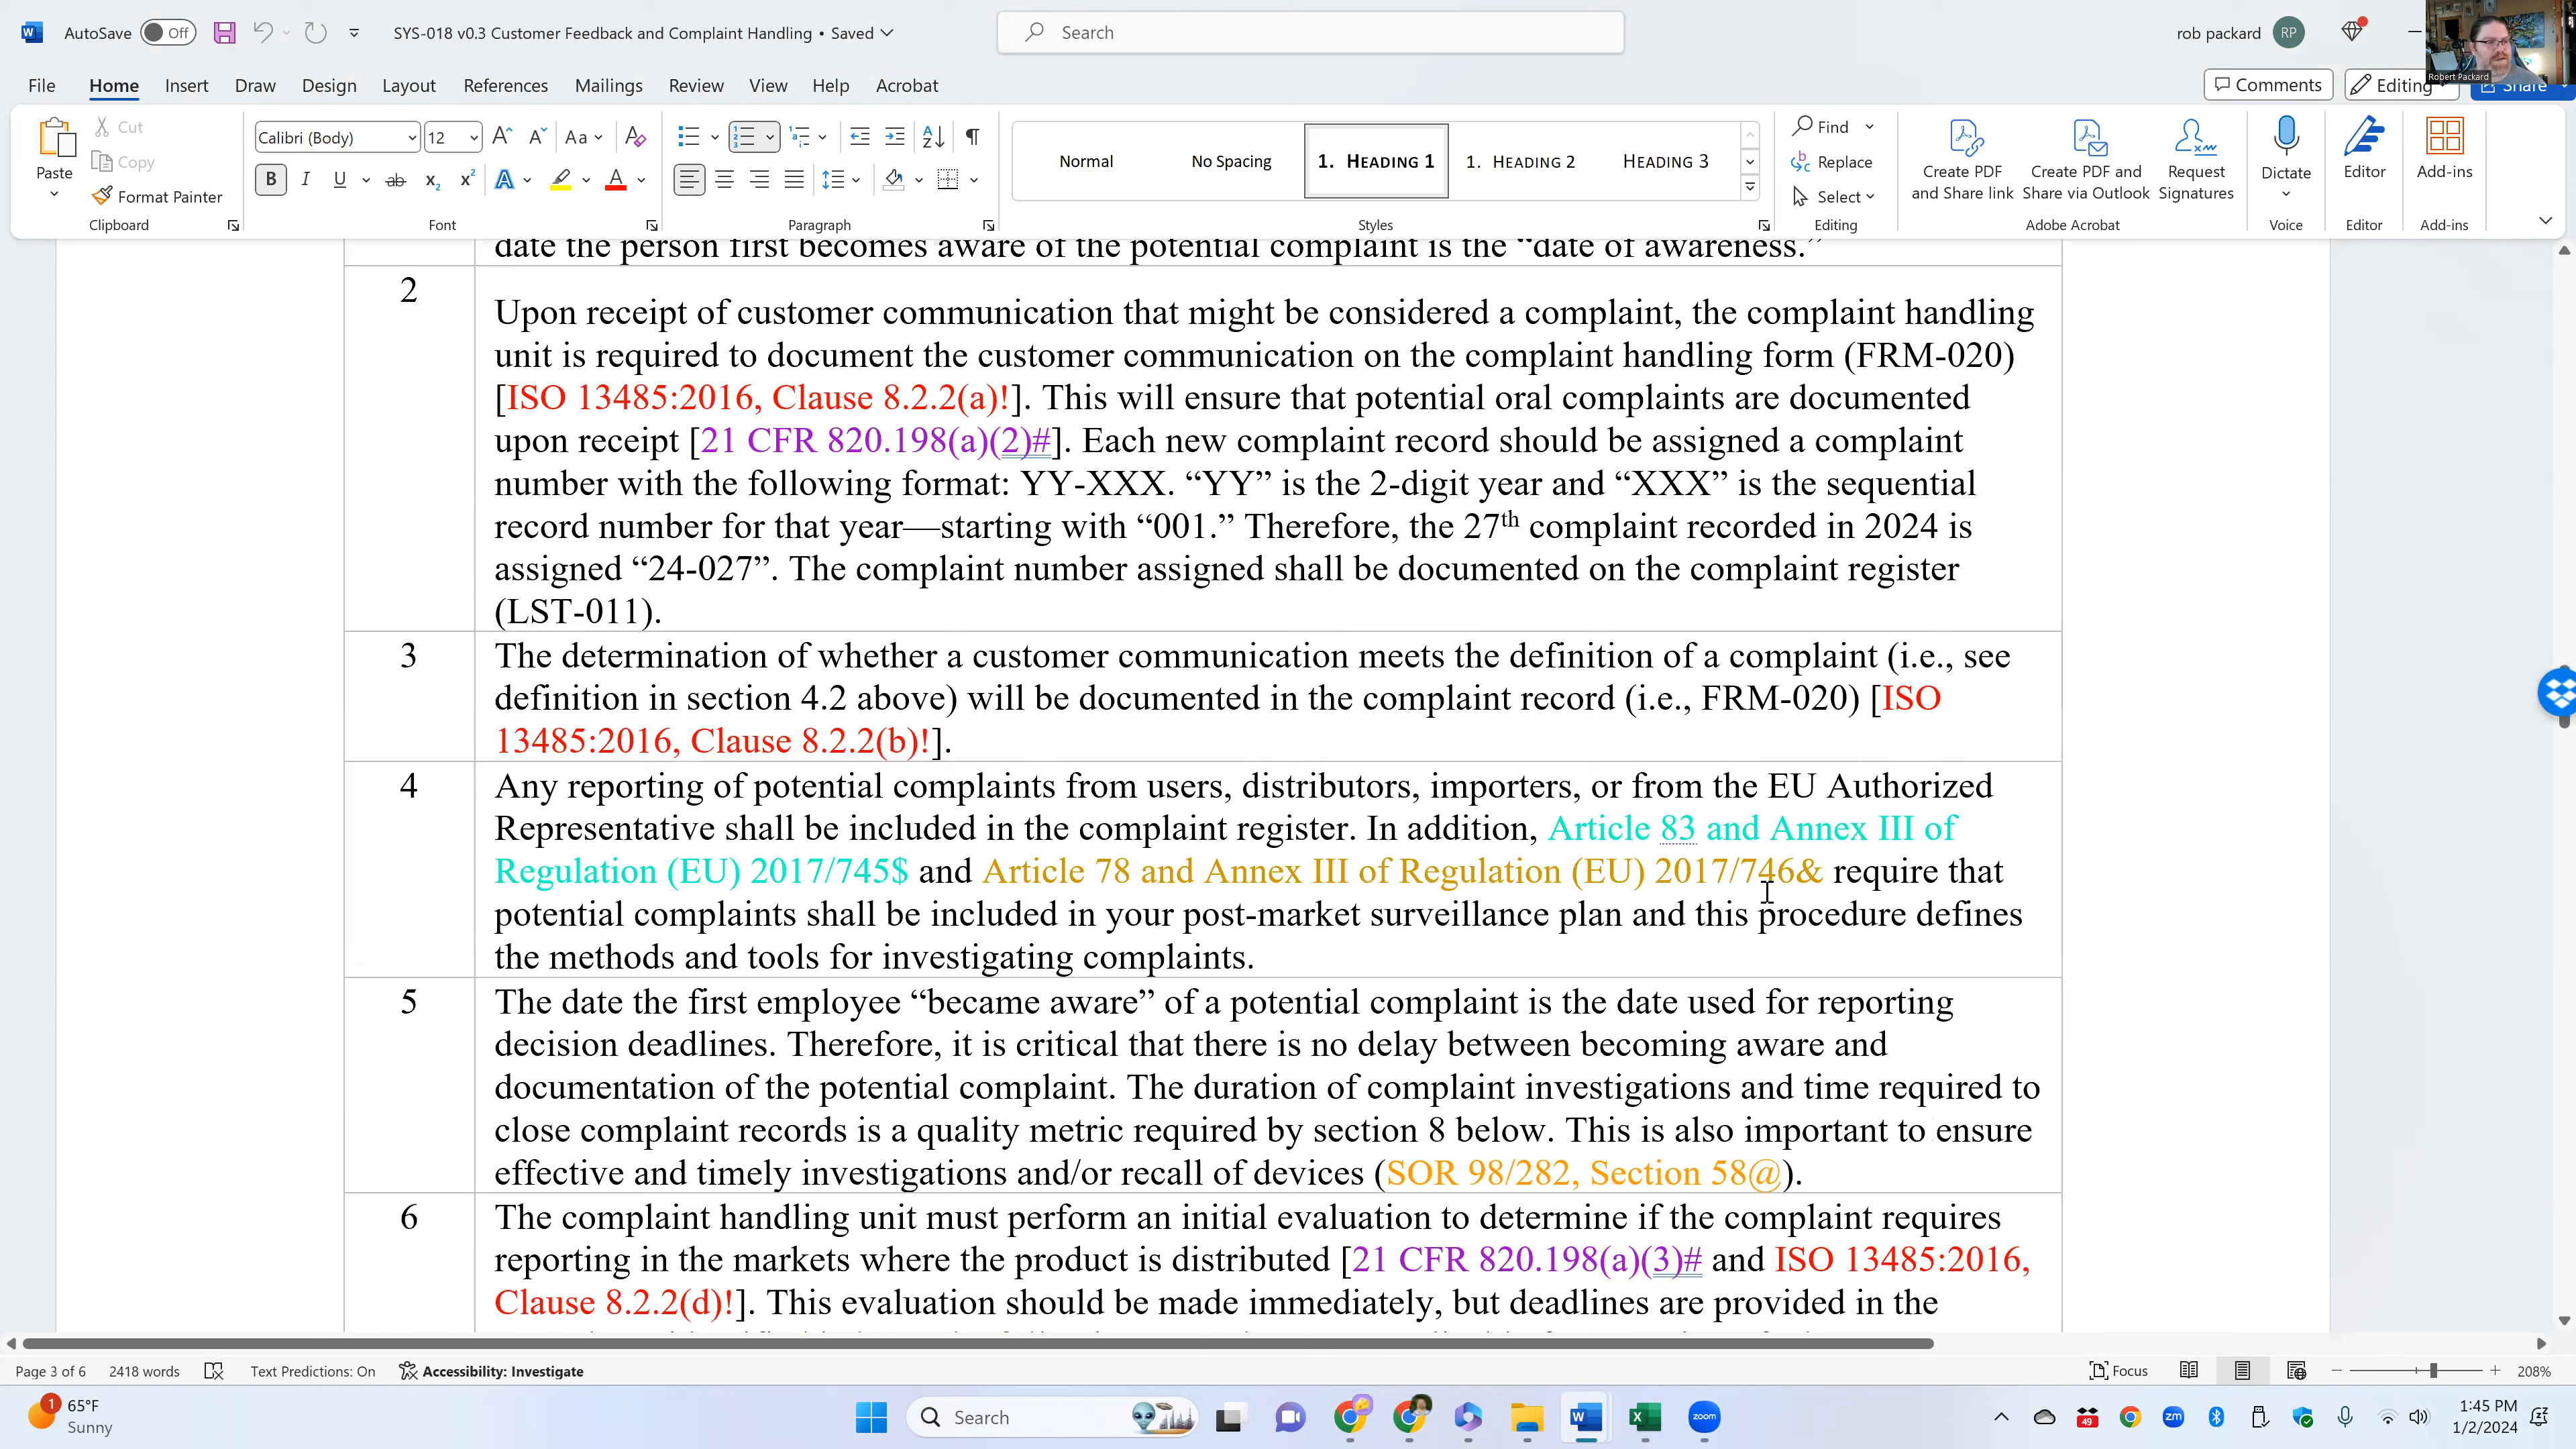 AutoSave Off SYS-018 v0.3 Customer Feedback and Complaint Handling • Saved Search rob packard RP
Robert Packard
File Home Insert Draw Design Layout References Mailings Review View Help Acrobat Comments Editing Share
Paste Cut Copy Format Painter
Clipboard
Calibri (Body) 12 Aa
B I U ab x2 x2 A A
Font
Paragraph
Normal No Spacing 1. HEADING 1 1. HEADING 2 HEADING 3
Styles
Find
Replace
Select
Editing
Create PDF and Share link
Create PDF and Share via Outlook
Request Signatures
Adobe Acrobat
Dictate
Voice
Editor
Editor
Add-ins
Add-ins
date the person first becomes aware of the potential complaint is the “date of awareness.”
2
Upon receipt of customer communication that might be considered a complaint, the complaint handling
unit is required to document the customer communication on the complaint handling form (FRM-020)
[ISO 13485:2016, Clause 8.2.2(a)!]. This will ensure that potential oral complaints are documented
upon receipt [21 CFR 820.198(a)(2)#]. Each new complaint record should be assigned a complaint
number with the following format: YY-XXX. “YY” is the 2-digit year and “XXX” is the sequential
record number for that year—starting with “001.” Therefore, the 27th complaint recorded in 2024 is
assigned “24-027”. The complaint number assigned shall be documented on the complaint register
(LST-011).
3
The determination of whether a customer communication meets the definition of a complaint (i.e., see
definition in section 4.2 above) will be documented in the complaint record (i.e., FRM-020) [ISO
13485:2016, Clause 8.2.2(b)!].
4
Any reporting of potential complaints from users, distributors, importers, or from the EU Authorized
Representative shall be included in the complaint register. In addition, Article 83 and Annex III of
Regulation (EU) 2017/745$ and Article 78 and Annex III of Regulation (EU) 2017/746& require that
potential complaints shall be included in your post-market surveillance plan and this procedure defines
the methods and tools for investigating complaints.
5
The date the first employee “became aware” of a potential complaint is the date used for reporting
decision deadlines. Therefore, it is critical that there is no delay between becoming aware and
documentation of the potential complaint. The duration of complaint investigations and time required to
close complaint records is a quality metric required by section 8 below. This is also important to ensure
effective and timely investigations and/or recall of devices (SOR 98/282, Section 58@).
6
The complaint handling unit must perform an initial evaluation to determine if the complaint requires
reporting in the markets where the product is distributed [21 CFR 820.198(a)(3)# and ISO 13485:2016,
Clause 8.2.2(d)!]. This evaluation should be made immediately, but deadlines are provided in the
Page 3 of 6 2418 words Text Predictions: On Accessibility: Investigate Focus 208%
1 65°F
Sunny
Search
zoom
49
zm
1:45 PM
1/2/2024